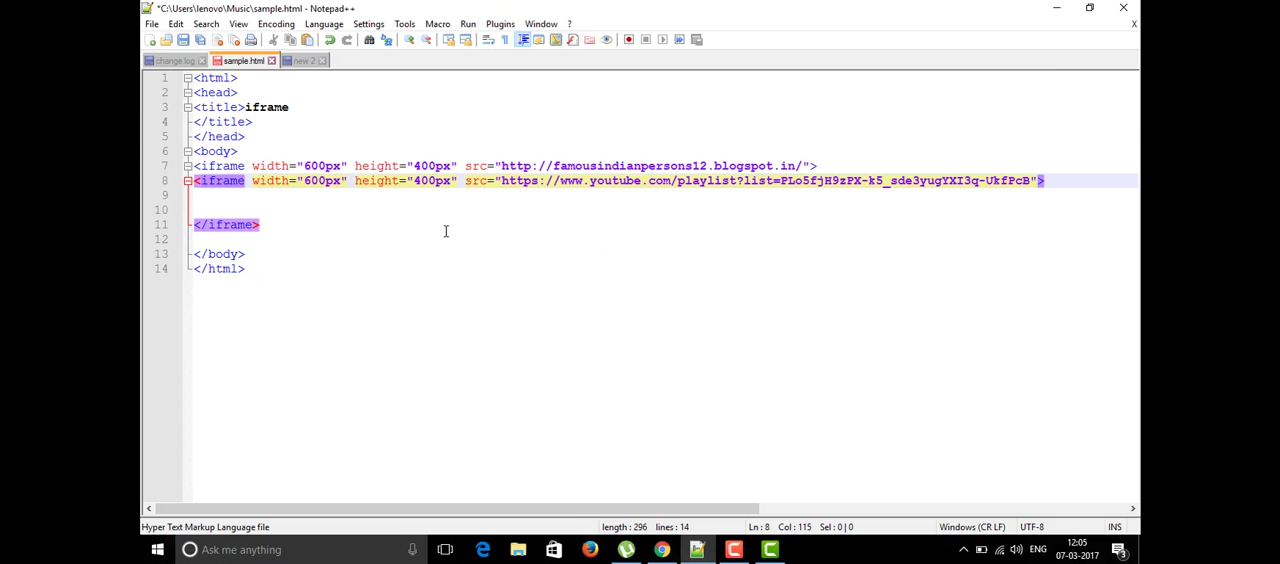 *C:\Users\lenovo\Music\sample.html - Notepad++
File Edit Search View Encoding Language Settings Tools Macro Run Plugins Window ? X
change.log sample.html new 2
1 <html>
2 <head>
3 <title>iframe
4 </title>
5 </head>
6 <body>
7 <iframe width="600px" height="400px" src="http://famousindianpersons12.blogspot.in/">
8 <iframe width="600px" height="400px" src="https://www.youtube.com/playlist?list=PLo5fjH9zPX-k5_sde3yugYXI3q-UkfPcB">
9
10
11 </iframe>
12
13 </body>
14 </html>
Hyper Text Markup Language file length : 296 lines : 14 Ln : 8 Col : 115 Sel : 0 | 0 Windows (CR LF) UTF-8 INS
Ask me anything ENG 12:05
07-03-2017 3